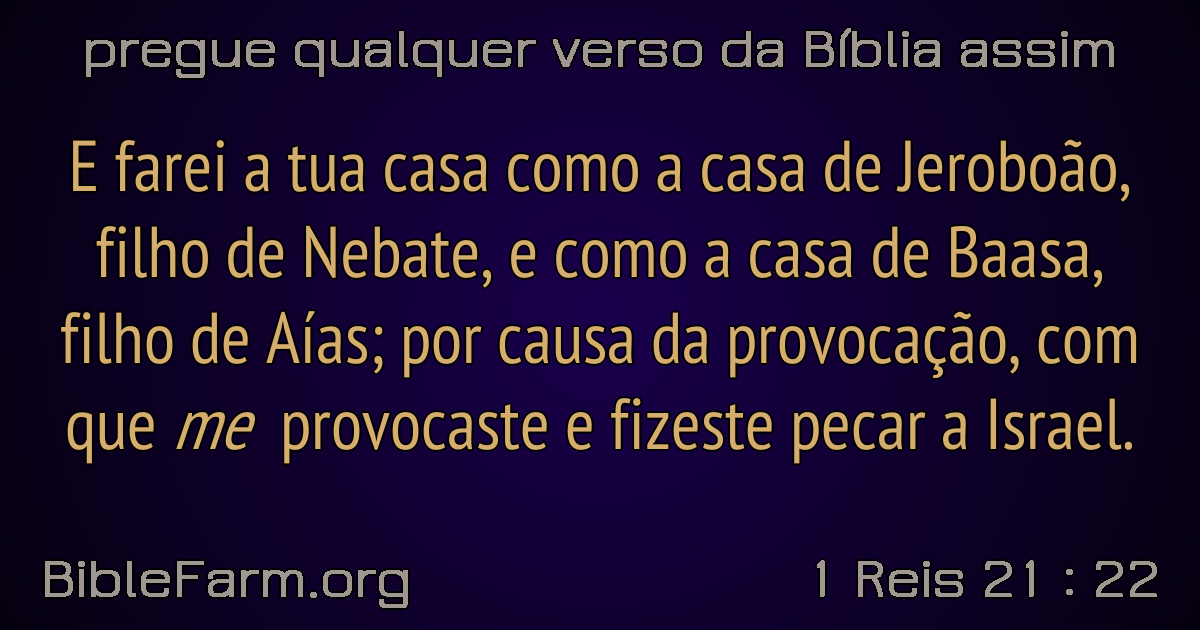 pregue qualquer verso da Bíblia assim
E farei a tua casa como a casa de Jeroboão,
filho de Nebate, e como a casa de Baasa,
filho de Aías; por causa da provocação, com
que me provocaste e fizeste pecar a Israel.
BibleFarm.org
1 Reis 21 : 22